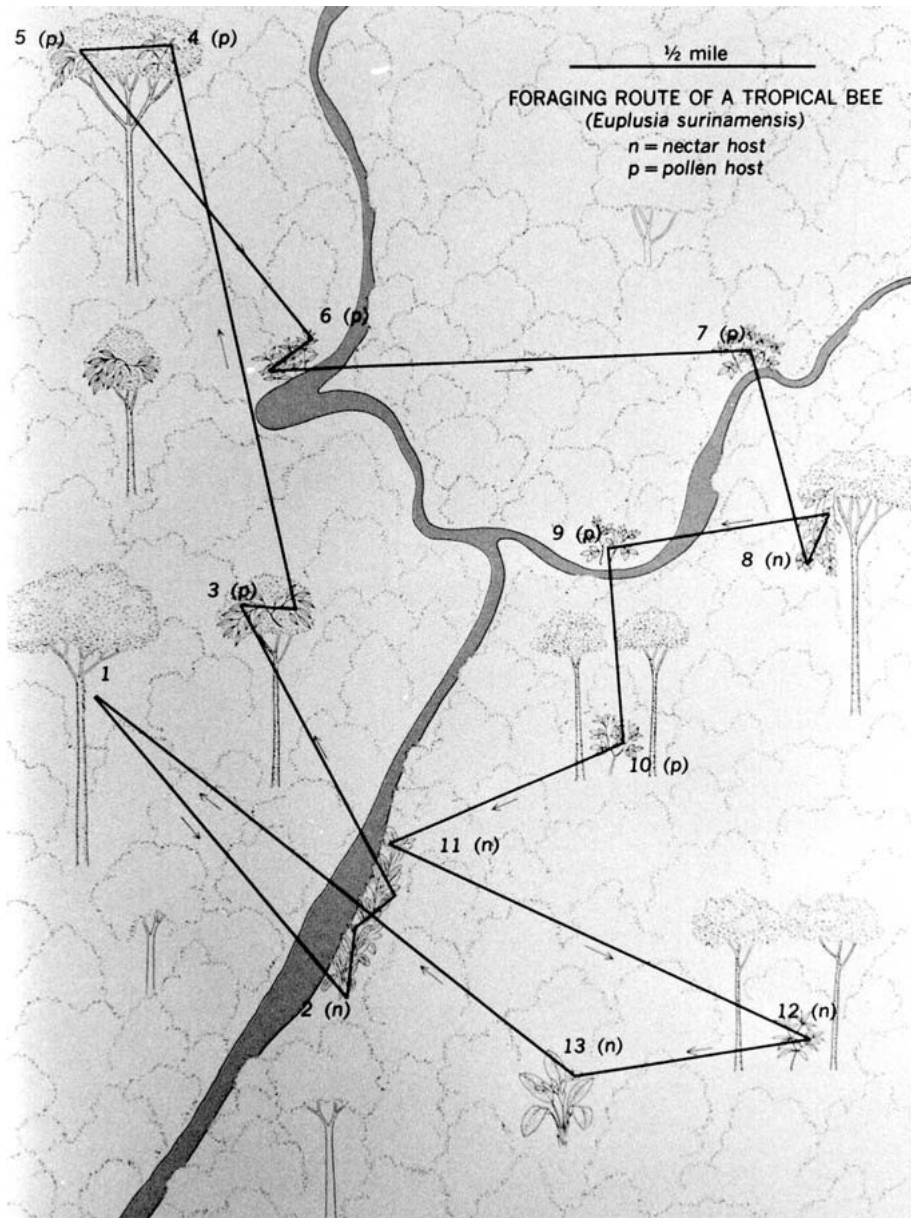 5 (p)
4 (p)
½ mile
FORAGING ROUTE OF A TROPICAL BEE
(Euplusia surinamensis)
n = nectar host
p = pollen host
6 (p)
7 (p)
9 (p)
8 (n)
3 (p)
1
10 (p)
11 (n)
2 (n)
12 (n)
13 (n)